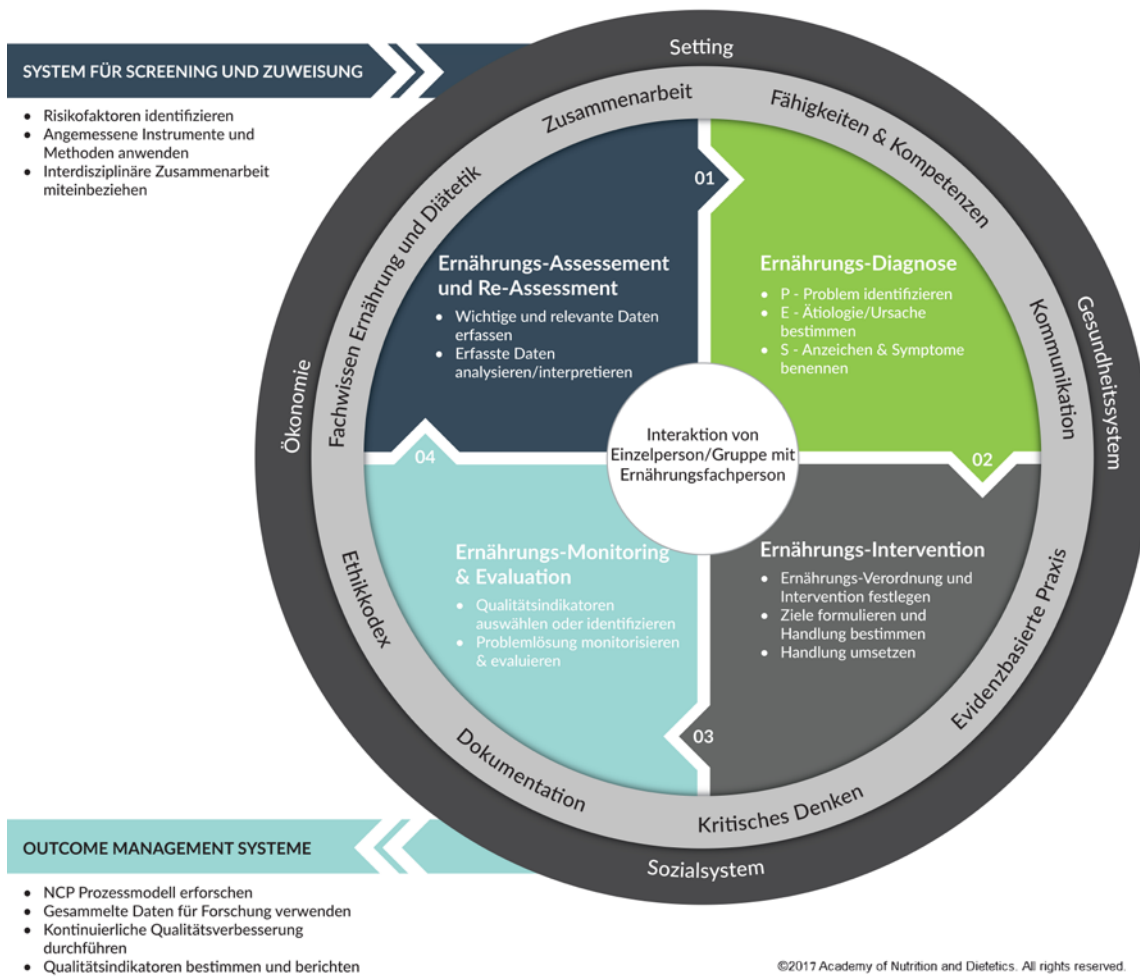 SYSTEM FÜR SCREENING UND ZUWEISUNG
• Risikofaktoren identifizieren
• Angemessene Instrumente und
Methoden anwenden
• Interdisziplinäre Zusammenarbeit
miteinbeziehen
Setting
Gesundheitssystem
Sozialsystem
Ökonomie
Zusammenarbeit
Fähigkeiten & Kompetenzen
Kommunikation
Evidenzbasierte Praxis
Kritisches Denken
Dokumentation
Ethikkodex
Fachwissen Ernährung und Diätetik
01
Ernährungs-Assessement
und Re-Assessment
• Wichtige und relevante Daten
erfassen
• Erfasste Daten
analysieren/interpretieren
Ernährungs-Diagnose
• P - Problem identifizieren
• E - Ätiologie/Ursache
bestimmen
• S - Anzeichen & Symptome
benennen
02
Interaktion von
Einzelperson/Gruppe mit
Ernährungsfachperson
Ernährungs-Intervention
• Ernährungs-Verordnung und
Intervention festlegen
• Ziele formulieren und
Handlung bestimmen
• Handlung umsetzen
03
Ernährungs-Monitoring
& Evaluation
• Qualitätsindikatoren
auswählen oder identifizieren
• Problemlösung monitorisieren
& evaluieren
04
OUTCOME MANAGEMENT SYSTEME
• NCP Prozessmodell erforschen
• Gesammelte Daten für Forschung verwenden
• Kontinuierliche Qualitätsverbesserung
durchführen
• Qualitätsindikatoren bestimmen und berichten
©2017 Academy of Nutrition and Dietetics. All rights reserved.